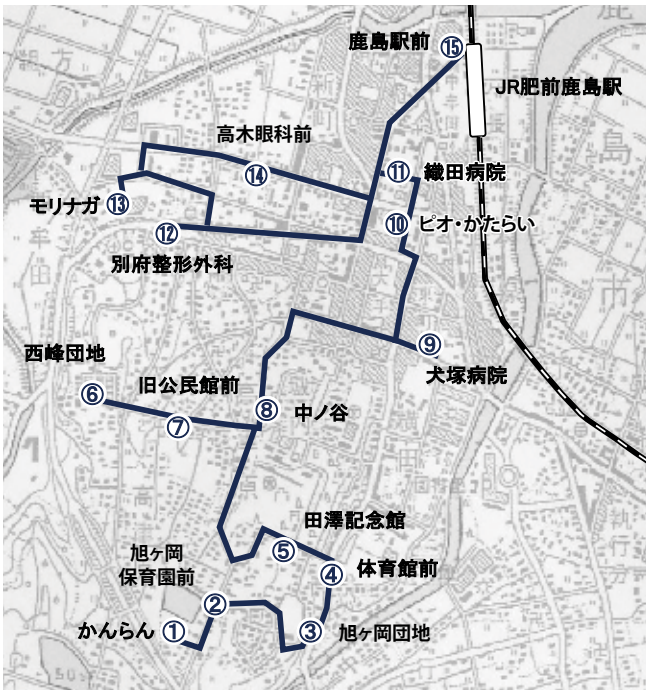 鹿島駅前
⑮
JR肥前鹿島駅
高木眼科前
⑭
⑪
織田病院
モリナガ
⑬
⑩
ピオ・かたらい
⑫
別府整形外科
⑨
犬塚病院
西峰団地
⑥
旧公民館前
⑦
⑧
中ノ谷
田澤記念館
⑤
④
体育館前
旭ヶ岡
保育園前
②
かんらん
①
③
旭ヶ岡団地
鹿
島
市